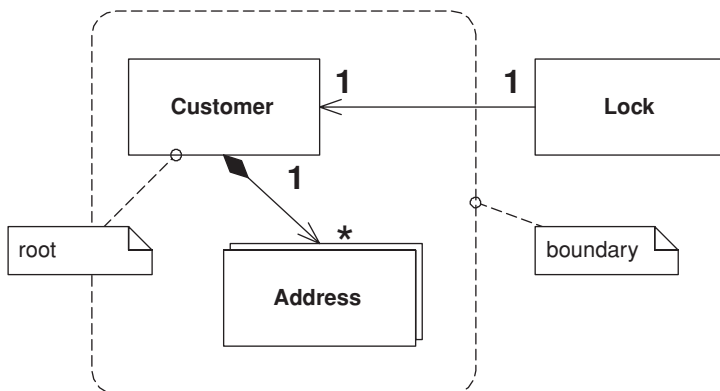 1
1
Customer
Lock
1
root
*
boundary
Address